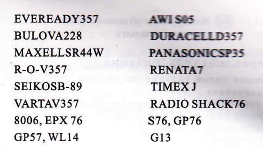 EVEREADY357 AWI S05
BULOVA228 DURACELLD357
MAXELLSR44W PANASONICSP35
R-O-V357 RENATA7
SEIKOSB-89 TIMEX J
VARTAV357 RADIO SHACK76
8006, EPX 76 S76, GP76
GP57, WL14 G13